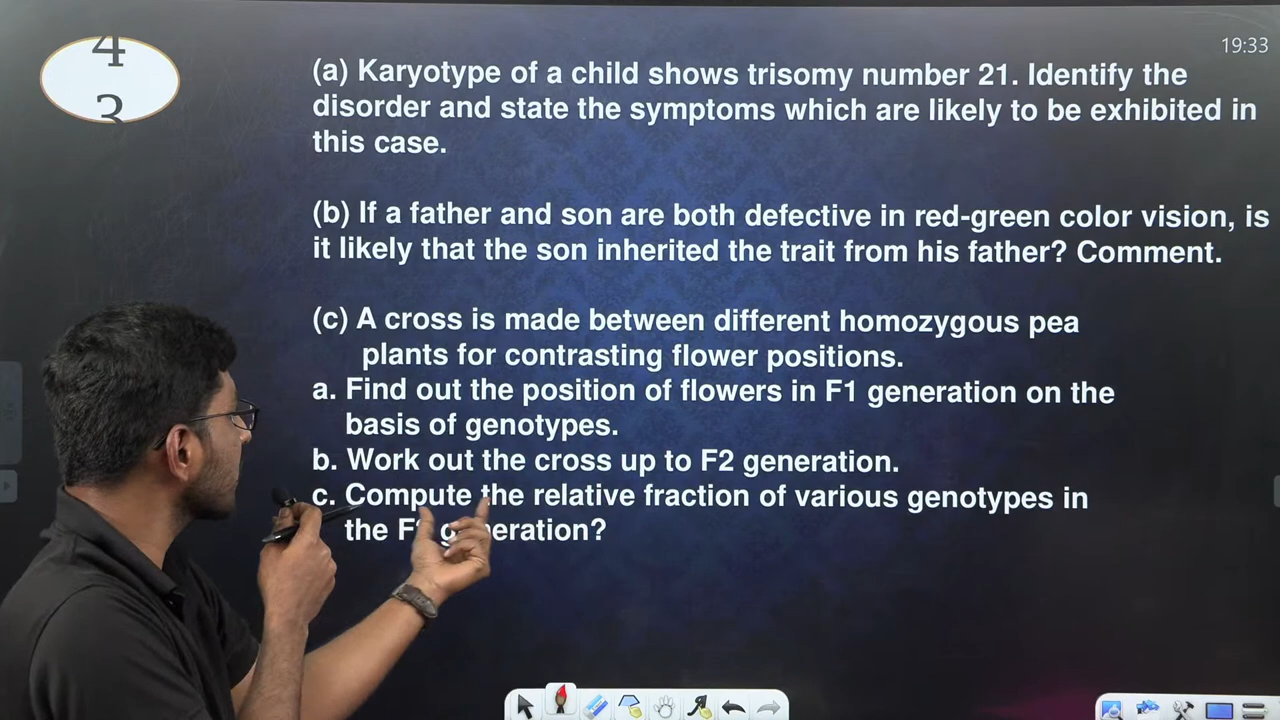 4
3
19:33
(a) Karyotype of a child shows trisomy number 21. Identify the
disorder and state the symptoms which are likely to be exhibited in
this case.
(b) If a father and son are both defective in red-green color vision, is
it likely that the son inherited the trait from his father? Comment.
(c) A cross is made between different homozygous pea
plants for contrasting flower positions.
a. Find out the position of flowers in F1 generation on the
basis of genotypes.
b. Work out the cross up to F2 generation.
c. Compute the relative fraction of various genotypes in
the generation?